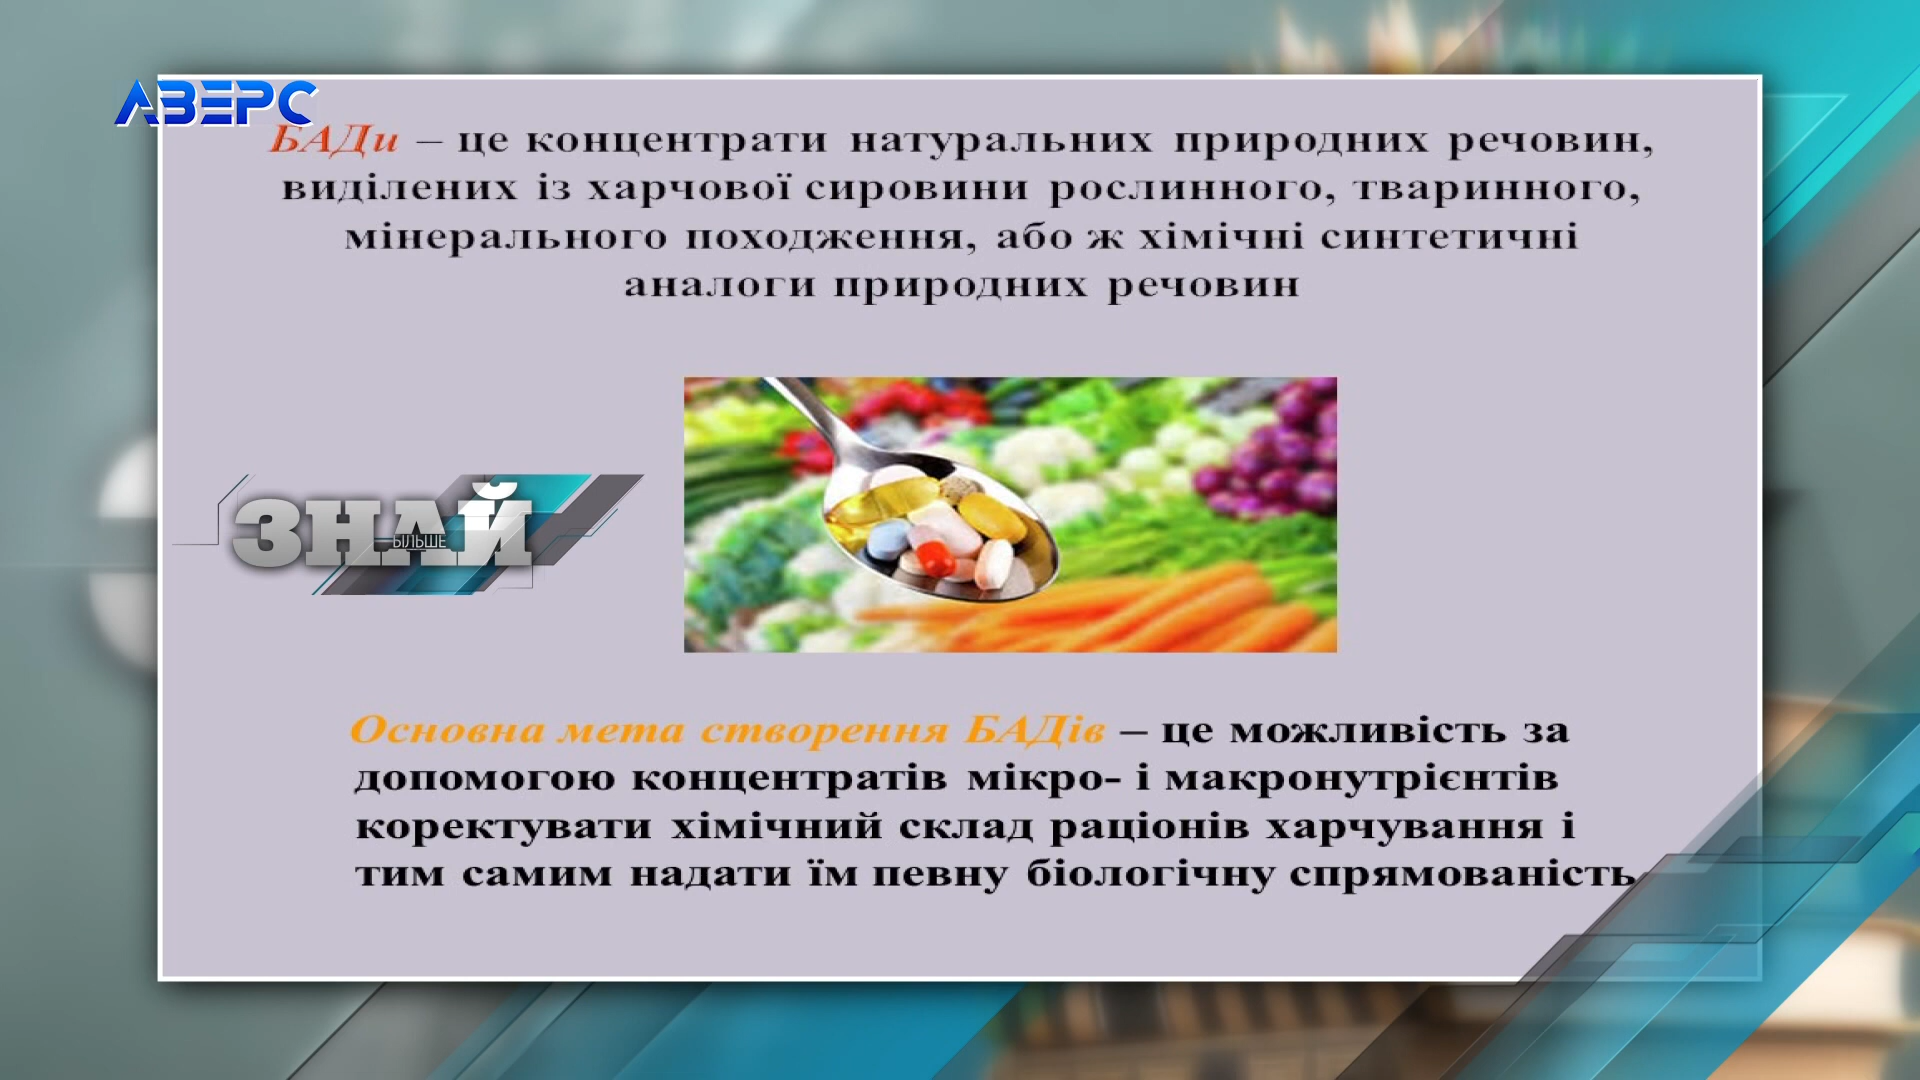 АВЕРС
БАДи – це концентрати натуральних природних речовин,
виділених із харчової сировини рослинного, тваринного,
мінерального походження, або ж хімічні синтетичні
аналоги природних речовин
ЗНАЙ
БІЛЬШЕ
Основна мета створення БАДів – це можливість за
допомогою концентратів мікро- і макронутрієнтів
коректувати хімічний склад раціонів харчування і
тим самим надати їм певну біологічну спрямованість